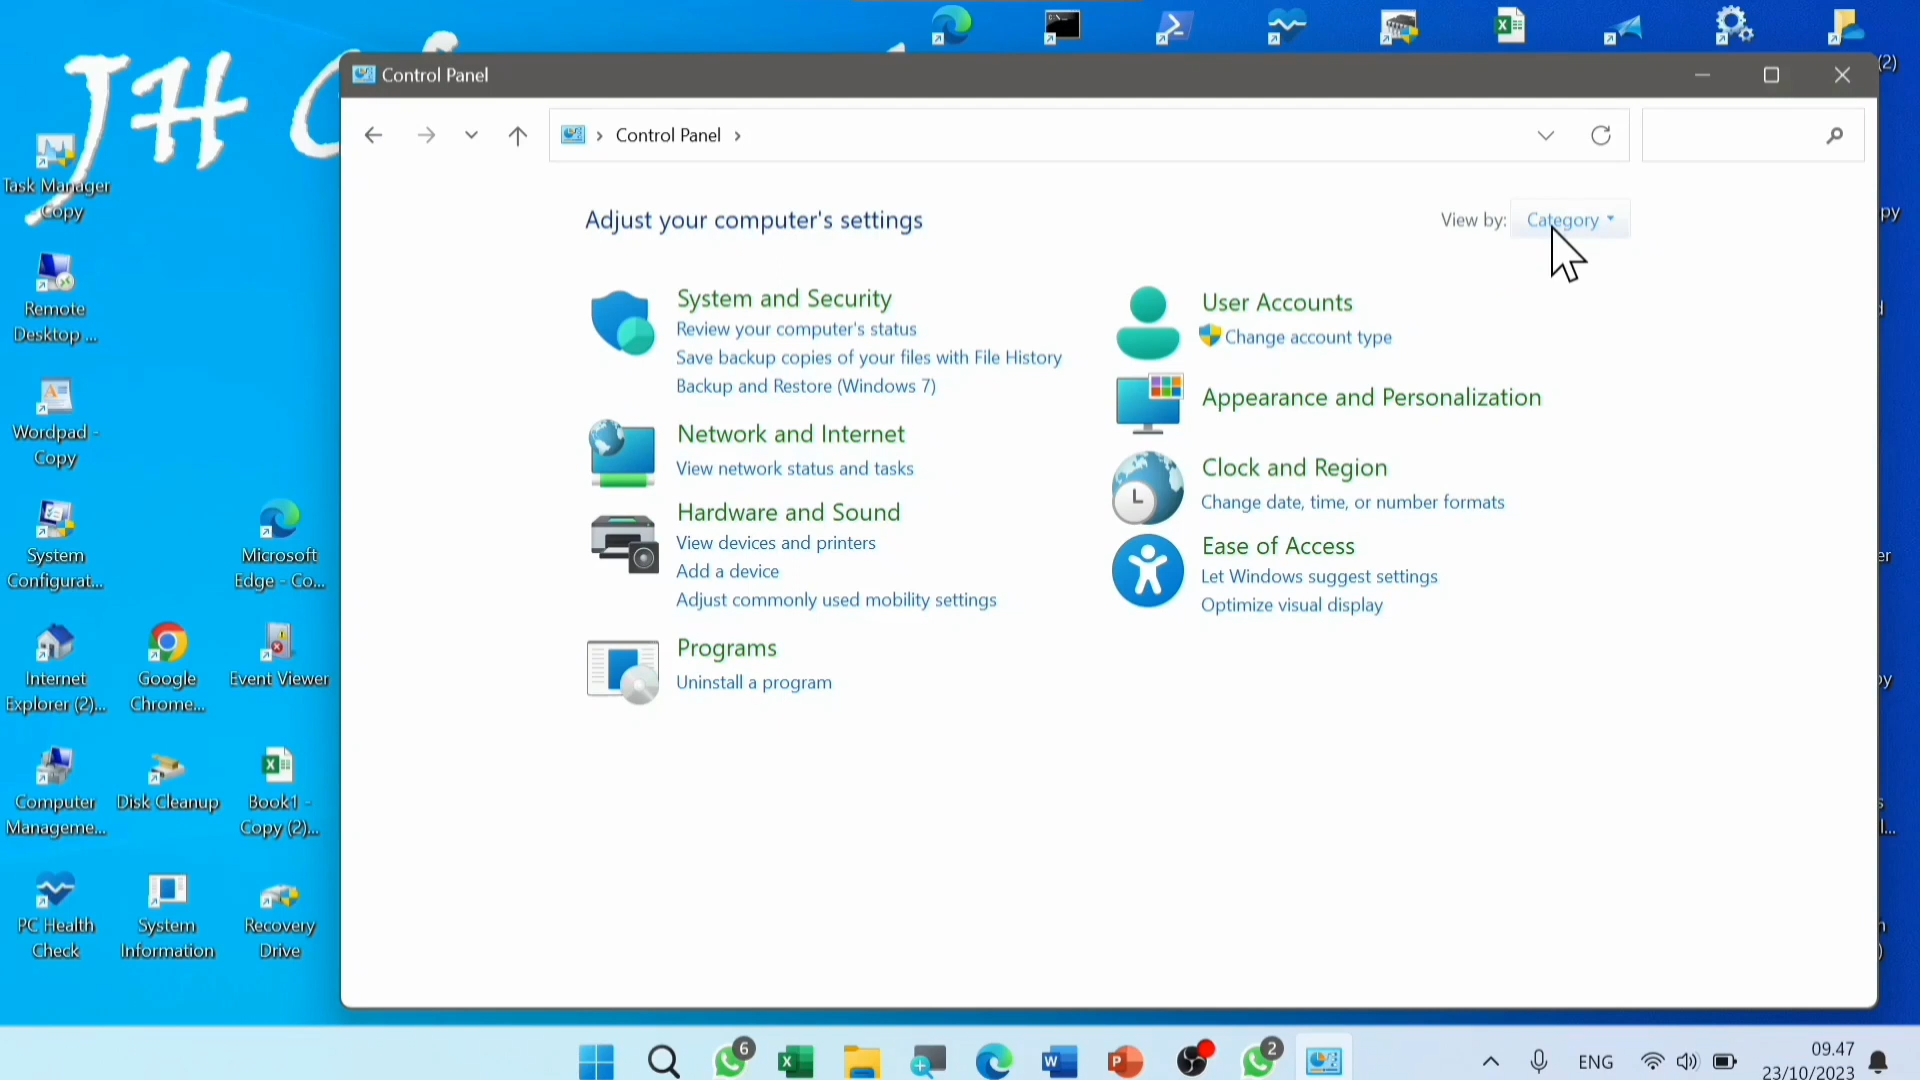 JH C
(2)
Control Panel
Control Panel
Task Manager
Copy
py
Adjust your computer's settings
View by: Category
System and Security
Review your computer's status
Save backup copies of your files with File History
Backup and Restore (Windows 7)
User Accounts
Change account type
Remote
Desktop ...
Appearance and Personalization
Network and Internet
View network status and tasks
Wordpad -
Copy
Clock and Region
Change date, time, or number formats
Hardware and Sound
View devices and printers
Add a device
Adjust commonly used mobility settings
Ease of Access
Let Windows suggest settings
Optimize visual display
System
Configurat...
Microsoft
Edge - Co...
er
Programs
Uninstall a program
Internet
Explorer (2)...
Google
Chrome...
Event Viewer
Computer
Manageme...
Disk Cleanup
Book1 -
Copy (2)...
PC Health
Check
System
Information
Recovery
Drive
6
2
ENG
09.47
23/10/2023